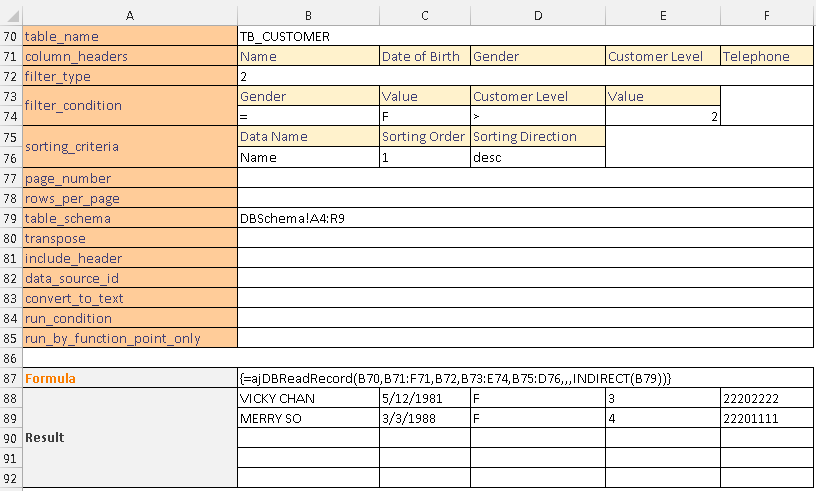 A B C D E F
70 table_name TB_CUSTOMER
71 column_headers Name Date of Birth Gender Customer Level Telephone
72 filter_type 2
73 filter_condition Gender Value Customer Level Value
74 = F > 2
75 sorting_criteria Data Name Sorting Order Sorting Direction
76 Name 1 desc
77 page_number
78 rows_per_page
79 table_schema DBSchema!A4:R9
80 transpose
81 include_header
82 data_source_id
83 convert_to_text
84 run_condition
85 run_by_function_point_only
86
87 Formula {=ajDBReadRecord(B70,B71:F71,B72,B73:E74,B75:D76,,,INDIRECT(B79))}
88 VICKY CHAN 5/12/1981 F 3 22202222
89 MERRY SO 3/3/1988 F 4 22201111
90 Result
91
92